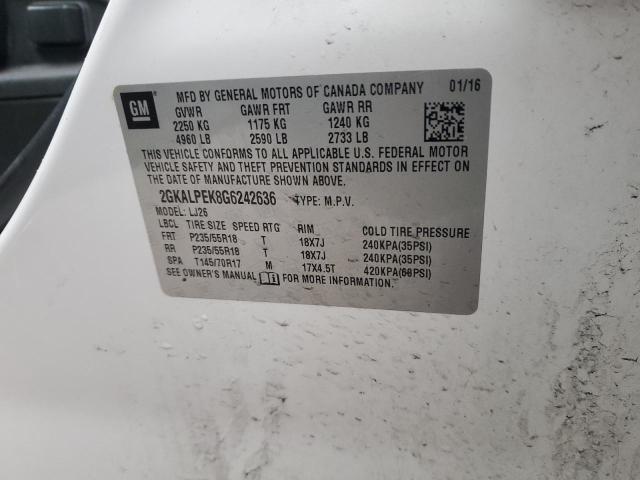 GM
MFD BY GENERAL MOTORS OF CANADA COMPANY 01/16
GVWR GAWR FRT GAWR RR
2250 KG 1175 KG 1240 KG
4960 LB 2590 LB 2733 LB
THIS VEHICLE CONFORMS TO ALL APPLICABLE U.S. FEDERAL MOTOR
VEHICLE SAFETY AND THEFT PREVENTION STANDARDS IN EFFECT ON
THE DATE OF MANUFACTURE SHOWN ABOVE.
2GKALPEK8G6242636 TYPE: M.P.V.
MODEL: LJ26
LBCL TIRE SIZE SPEED RTG RIM COLD TIRE PRESSURE
FRT P235/55R18 T 18X7J 240KPA(35PSI)
RR P235/55R18 T 18X7J 240KPA(35PSI)
SPA T145/70R17 M 17X4.5T 420KPA(60PSI)
SEE OWNER'S MANUAL FOR MORE INFORMATION.